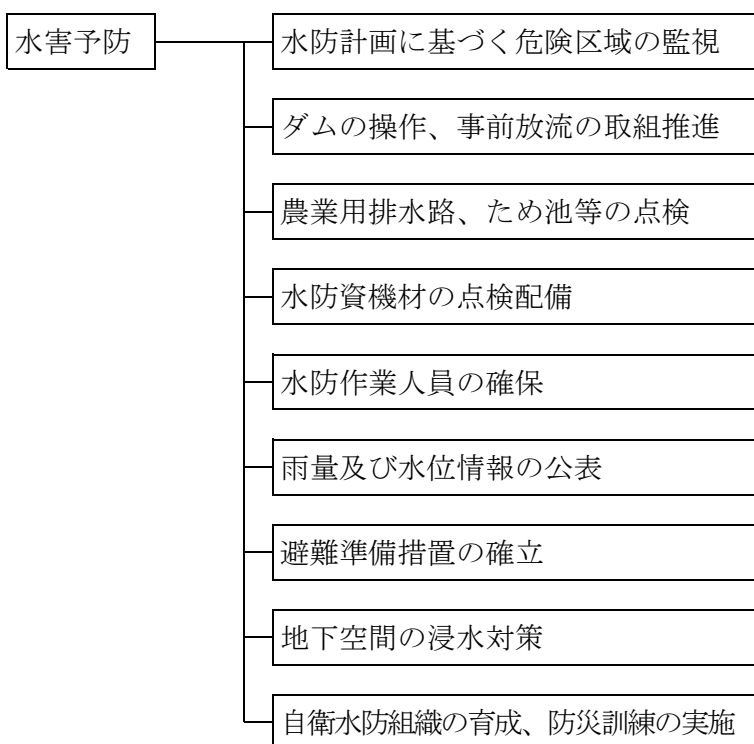 水害予防
水防計画に基づく危険区域の監視
ダムの操作、事前放流の取組推進
農業用排水路、ため池等の点検
水防資機材の点検配備
水防作業人員の確保
雨量及び水位情報の公表
避難準備措置の確立
地下空間の浸水対策
自衛水防組織の育成、防災訓練の実施